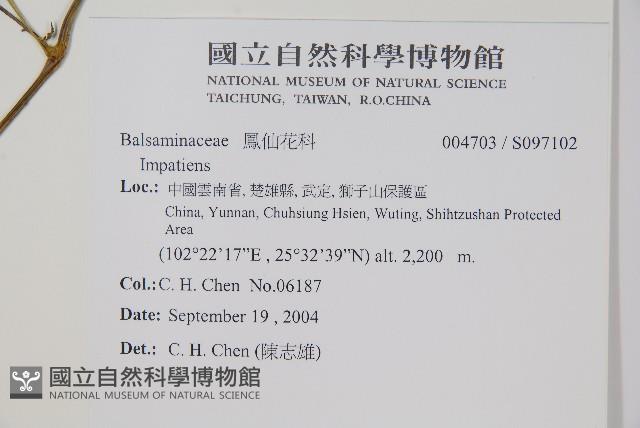 國立自然科學博物館
NATIONAL MUSEUM OF NATURAL SCIENCE
TAICHUNG, TAIWAN, R.O.CHINA
Balsaminaceae 鳳仙花科 004703 / S097102
Impatiens
Loc.: 中國雲南省, 楚雄縣, 武定, 獅子山保護區
China, Yunnan, Chuhsiung Hsien, Wuting, Shihtzushan Protected
Area
(102°22'17”E , 25°32'39”N) alt. 2,200 m.
Col.: C. H. Chen No.06187
Date: September 19 , 2004
Det.: C. H. Chen (陳志雄)
國立自然科學博物館
NATIONAL MUSEUM OF NATURAL SCIENCE